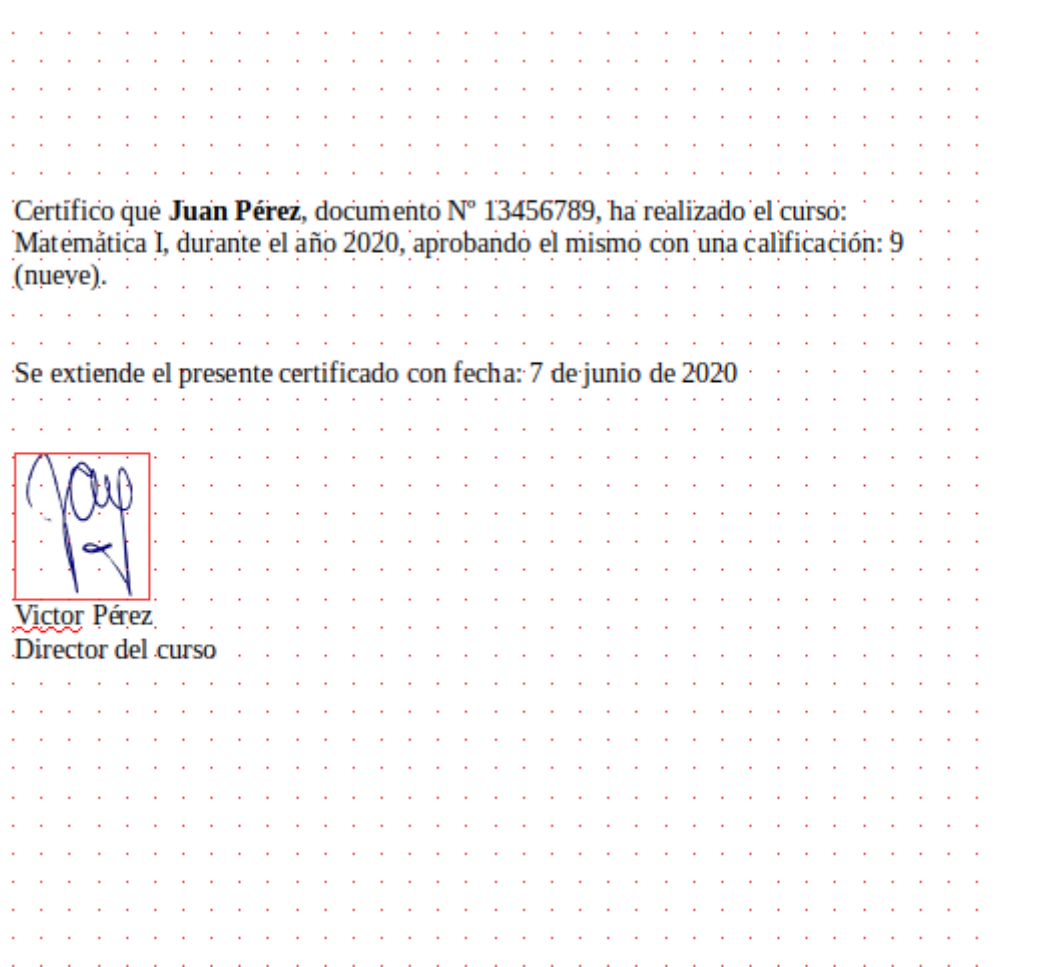 Certifico que Juan Pérez, documento Nº 13456789, ha realizado el curso:
Matemática I, durante el año 2020, aprobando el mismo con una calificación: 9
(nueve).
Se extiende el presente certificado con fecha: 7 de junio de 2020
Victor Pérez
Director del curso